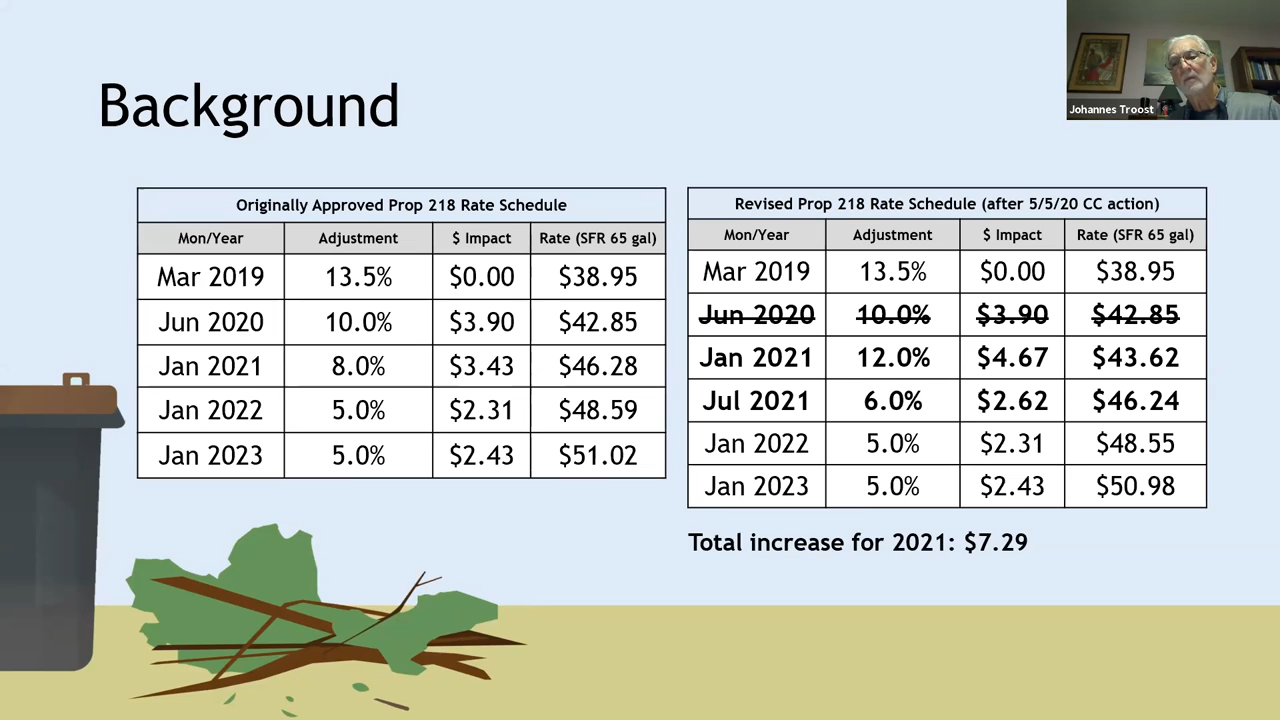 Johannes Troost
Background
Originally Approved Prop 218 Rate Schedule
Mon/Year Adjustment $ Impact Rate (SFR 65 gal)
Mar 2019 13.5% $0.00 $38.95
Jun 2020 10.0% $3.90 $42.85
Jan 2021 8.0% $3.43 $46.28
Jan 2022 5.0% $2.31 $48.59
Jan 2023 5.0% $2.43 $51.02
Revised Prop 218 Rate Schedule (after 5/5/20 CC action)
Mon/Year Adjustment $ Impact Rate (SFR 65 gal)
Mar 2019 13.5% $0.00 $38.95
Jun 2020 10.0% $3.90 $42.85
Jan 2021 12.0% $4.67 $43.62
Jul 2021 6.0% $2.62 $46.24
Jan 2022 5.0% $2.31 $48.55
Jan 2023 5.0% $2.43 $50.98
Total increase for 2021: $7.29